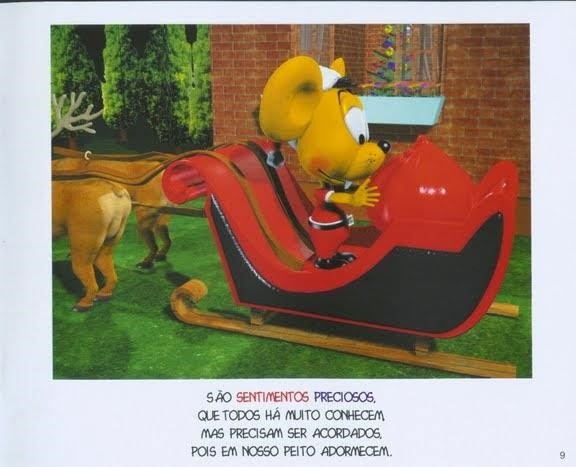 SÃO SENTIMENTOS PRECIOSOS,
QUE TODOS HÁ MUITO CONHECEM,
MAS PRECISAM SER ACORDADOS,
POIS EM NOSSO PEITO ADORMECEM.
9